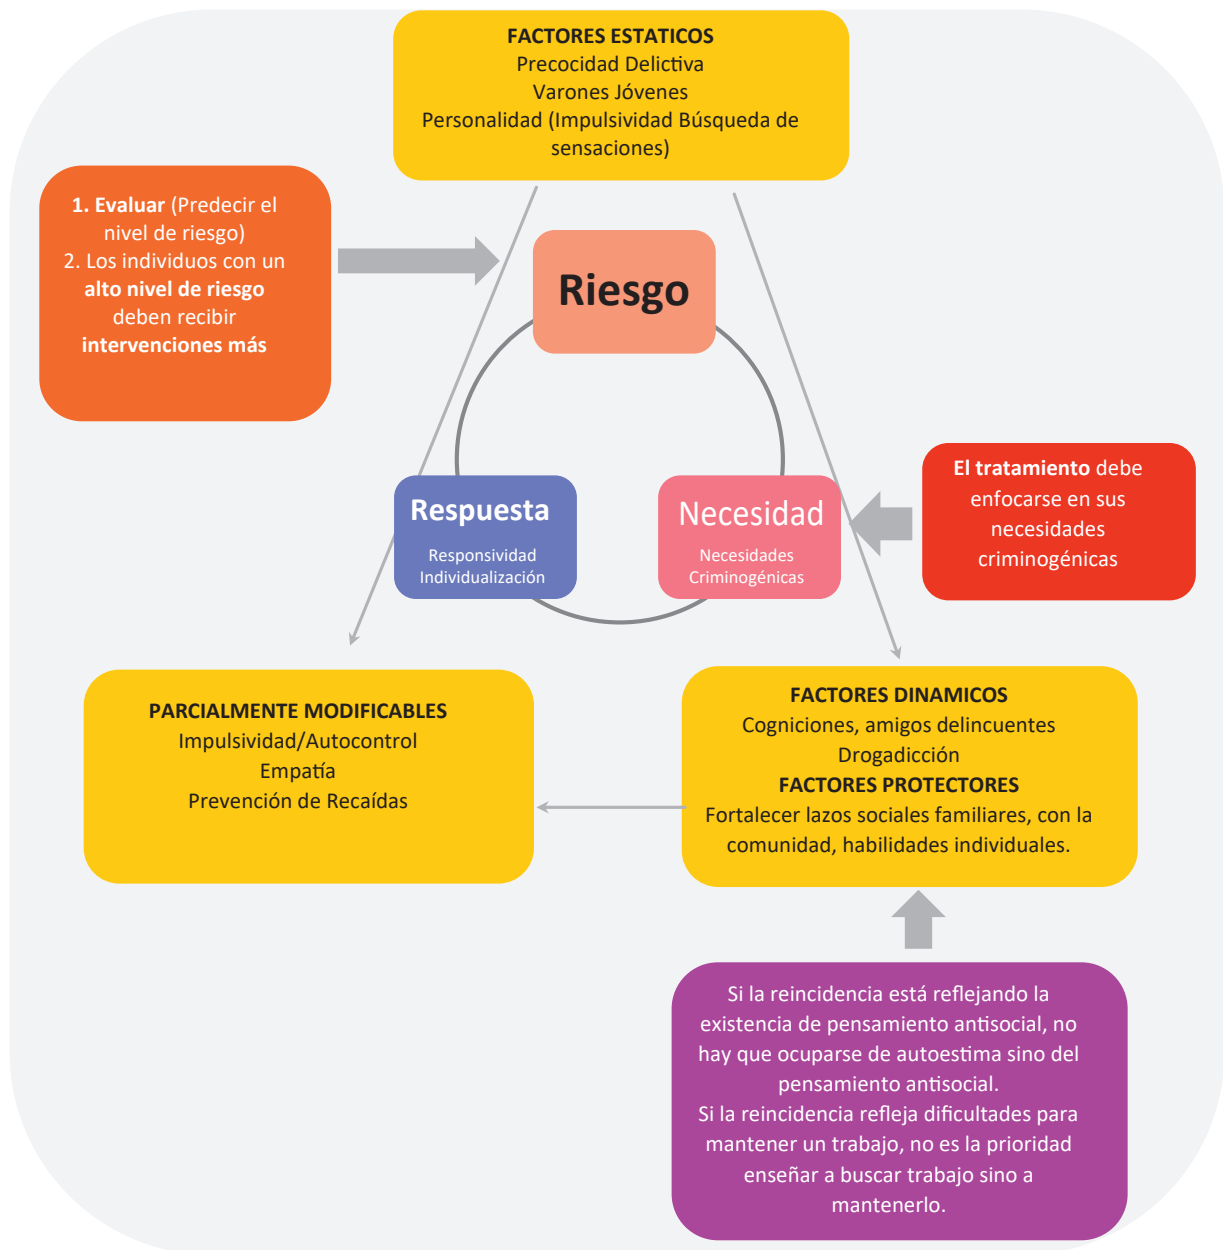 FACTORES ESTATICOS
Precocidad Delictiva
Varones Jóvenes
Personalidad (Impulsividad Búsqueda de
sensaciones)
1. Evaluar (Predecir el
nivel de riesgo)
2. Los individuos con un
alto nivel de riesgo
deben recibir
intervenciones más
Riesgo
Respuesta
Responsividad
Individualización
Necesidad
Necesidades
Criminogénicas
El tratamiento debe
enfocarse en sus
necesidades
criminogénicas
PARCIALMENTE MODIFICABLES
Impulsividad/Autocontrol
Empatía
Prevención de Recaídas
FACTORES DINAMICOS
Cogniciones, amigos delincuentes
Drogadicción
FACTORES PROTECTORES
Fortalecer lazos sociales familiares, con la
comunidad, habilidades individuales.
Si la reincidencia está reflejando la
existencia de pensamiento antisocial, no
hay que ocuparse de autoestima sino del
pensamiento antisocial.
Si la reincidencia refleja dificultades para
mantener un trabajo, no es la prioridad
enseñar a buscar trabajo sino a
mantenerlo.